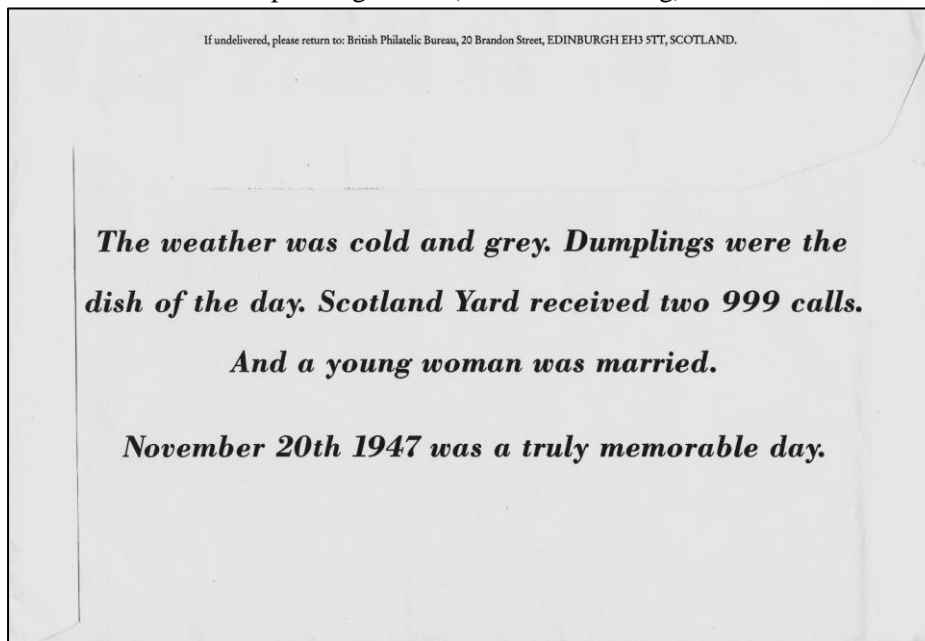 If undelivered, please return to: British Philatelic Bureau, 20 Brandon Street, EDINBURGH EH3 5TT, SCOTLAND.
The weather was cold and grey. Dumplings were the
dish of the day. Scotland Yard received two 999 calls.
And a young woman was married.
November 20th 1947 was a truly memorable day.